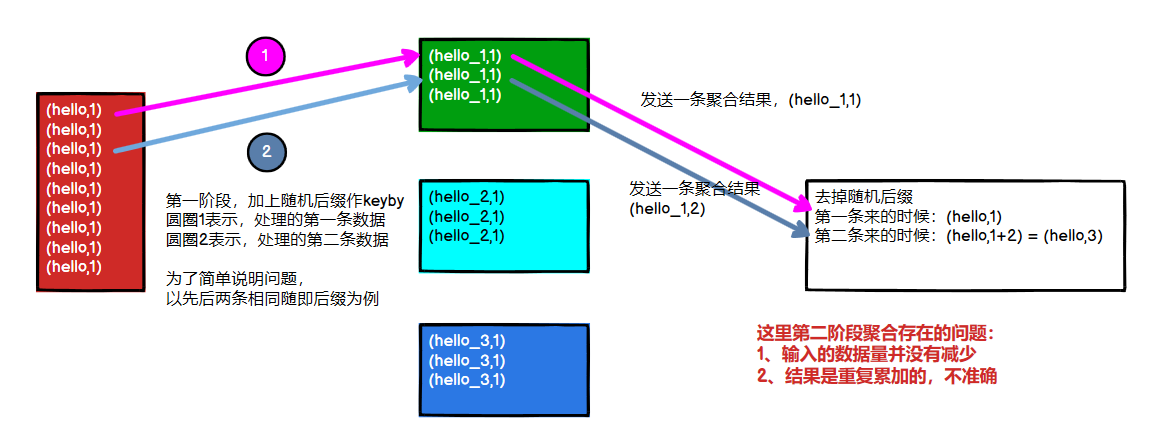 (hello,1)
(hello,1)
(hello,1)
(hello,1)
(hello,1)
(hello,1)
(hello,1)
(hello,1)
(hello,1)
1
2
第一阶段，加上随机后缀作keyby
圆圈1表示，处理的第一条数据
圆圈2表示，处理的第二条数据
为了简单说明问题，
以先后两条相同随即后缀为例
(hello_1,1)
(hello_1,1)
(hello_1,1)
(hello_2,1)
(hello_2,1)
(hello_2,1)
(hello_3,1)
(hello_3,1)
(hello_3,1)
发送一条聚合结果，(hello_1,1)
发送一条聚合结果
(hello_1,2)
去掉随机后缀
第一条来的时候：(hello,1)
第二条来的时候：(hello,1+2) = (hello,3)
这里第二阶段聚合存在的问题：
1、输入的数据量并没有减少
2、结果是重复累加的，不准确